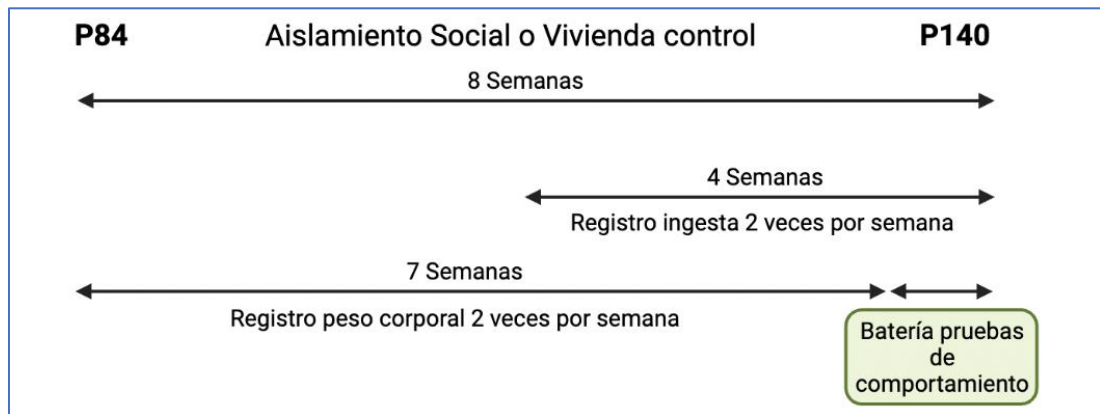 P84 Aislamiento Social o Vivienda control P140
8 Semanas
4 Semanas
Registro ingesta 2 veces por semana
7 Semanas
Registro peso corporal 2 veces por semana
Batería pruebas
de
comportamiento